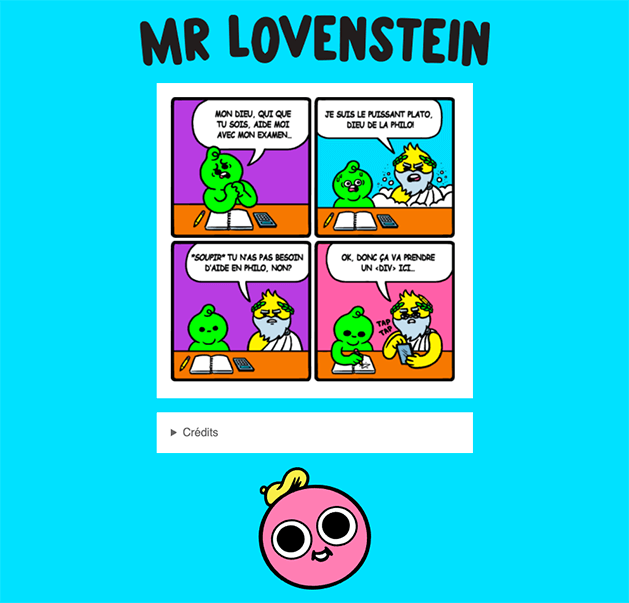 MR LOVENSTEIN
MON DIEU, QUI QUE
TU SOIS, AIDE MOI
AVEC MON EXAMEN...
JE SUIS LE PUISSANT PLATO,
DIEU DE LA PHILO!
*SOUPIR* TU N'AS PAS BESOIN
D'AIDE EN PHILO, NON?
OK, DONC ÇA VA PRENDRE
UN <DIV> ICI...
TAP
TAP
Crédits